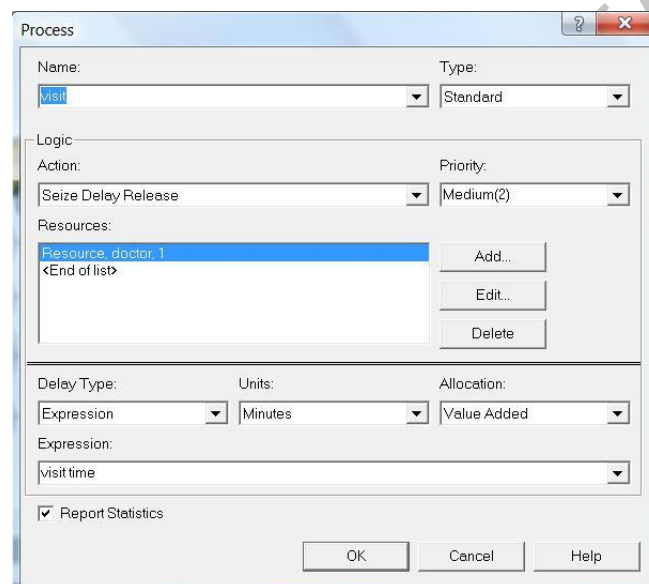 Process
Name: Type:
visit Standard
Logic
Action: Priority:
Seize Delay Release Medium(2)
Resources:
Resource, doctor, 1
<End of list>
Add...
Edit...
Delete
Delay Type: Units: Allocation:
Expression Minutes Value Added
Expression:
visit time
Report Statistics
OK Cancel Help